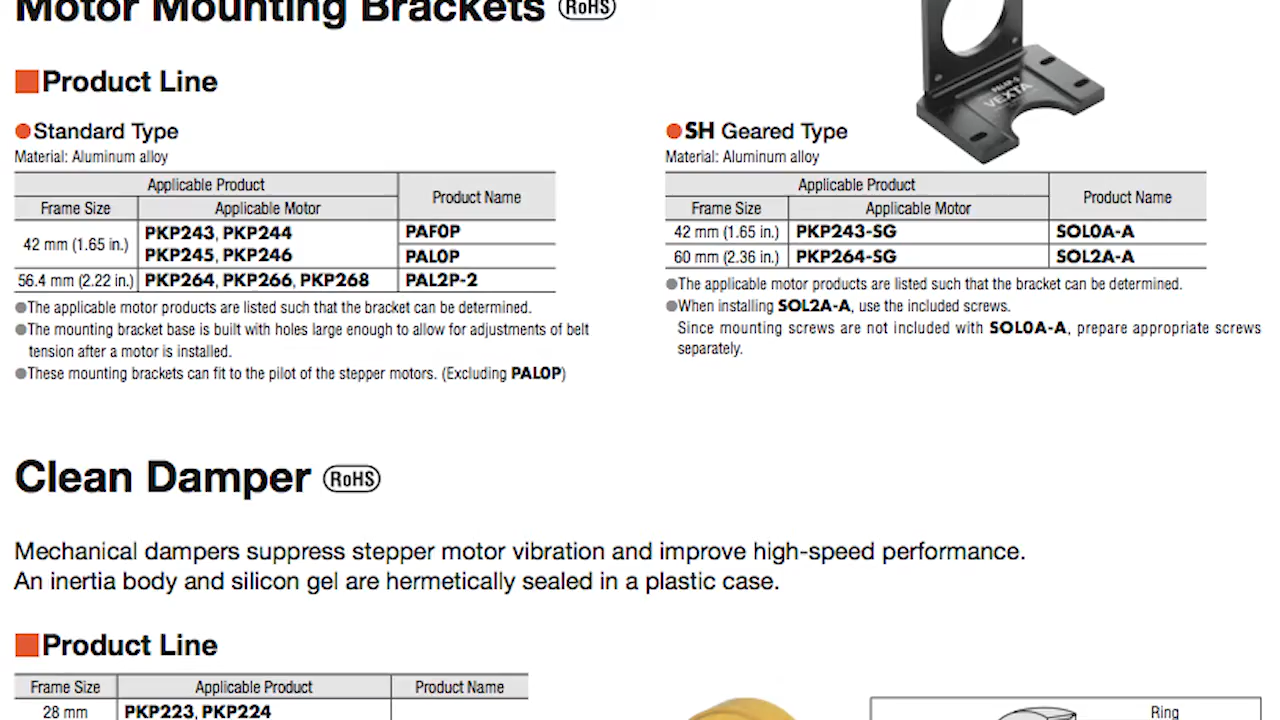 Motor Mounting Brackets RoHS
Product Line
Standard Type
Material: Aluminum alloy
Applicable Product
Product Name
Frame Size
Applicable Motor
42 mm (1.65 in.)
PKP243, PKP244
PAF0P
PKP245, PKP246
PAL0P
56.4 mm (2.22 in.)
PKP264, PKP266, PKP268
PAL2P-2
●The applicable motor products are listed such that the bracket can be determined.
●The mounting bracket base is built with holes large enough to allow for adjustments of belt
tension after a motor is installed.
●These mounting brackets can fit to the pilot of the stepper motors. (Excluding PAL0P)
VEXTA
SH Geared Type
Material: Aluminum alloy
Applicable Product
Product Name
Frame Size
Applicable Motor
42 mm (1.65 in.)
PKP243-SG
SOL0A-A
60 mm (2.36 in.)
PKP264-SG
SOL2A-A
●The applicable motor products are listed such that the bracket can be determined.
●When installing SOL2A-A, use the included screws.
Since mounting screws are not included with SOL0A-A, prepare appropriate screws
separately.
Clean Damper RoHS
Mechanical dampers suppress stepper motor vibration and improve high-speed performance.
An inertia body and silicon gel are hermetically sealed in a plastic case.
Product Line
Frame Size
Applicable Product
Product Name
28 mm
PKP223, PKP224
Ring